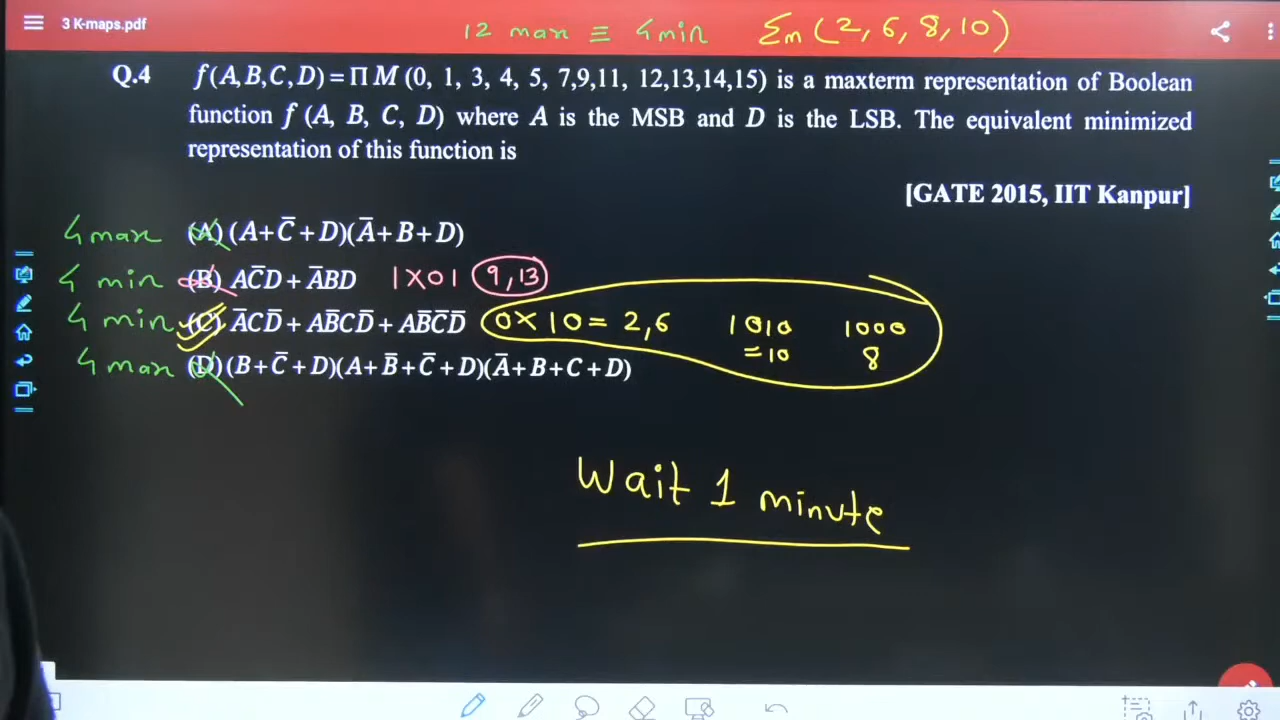 3 K-maps.pdf
12 max ≡ 4 min Σm (2, 6, 8, 10)
Q.4 f(A,B,C,D) = Π M (0, 1, 3, 4, 5, 7,9,11, 12,13,14,15) is a maxterm representation of Boolean
function f (A, B, C, D) where A is the MSB and D is the LSB. The equivalent minimized
representation of this function is
[GATE 2015, IIT Kanpur]
4 max (A) (A+C̄+D)(Ā+B+D)
4 min (B) AC̄D + ĀBD 1X01 9,13
4 min (C) ĀCD̄ + AB̄CD̄ + AB̄C̄D̄ 0X10 = 2,6 1010 1000
=10 8
4 max (D) (B+C̄+D)(A+B̄+C̄+D)(Ā+B+C+D)
Wait 1 minute